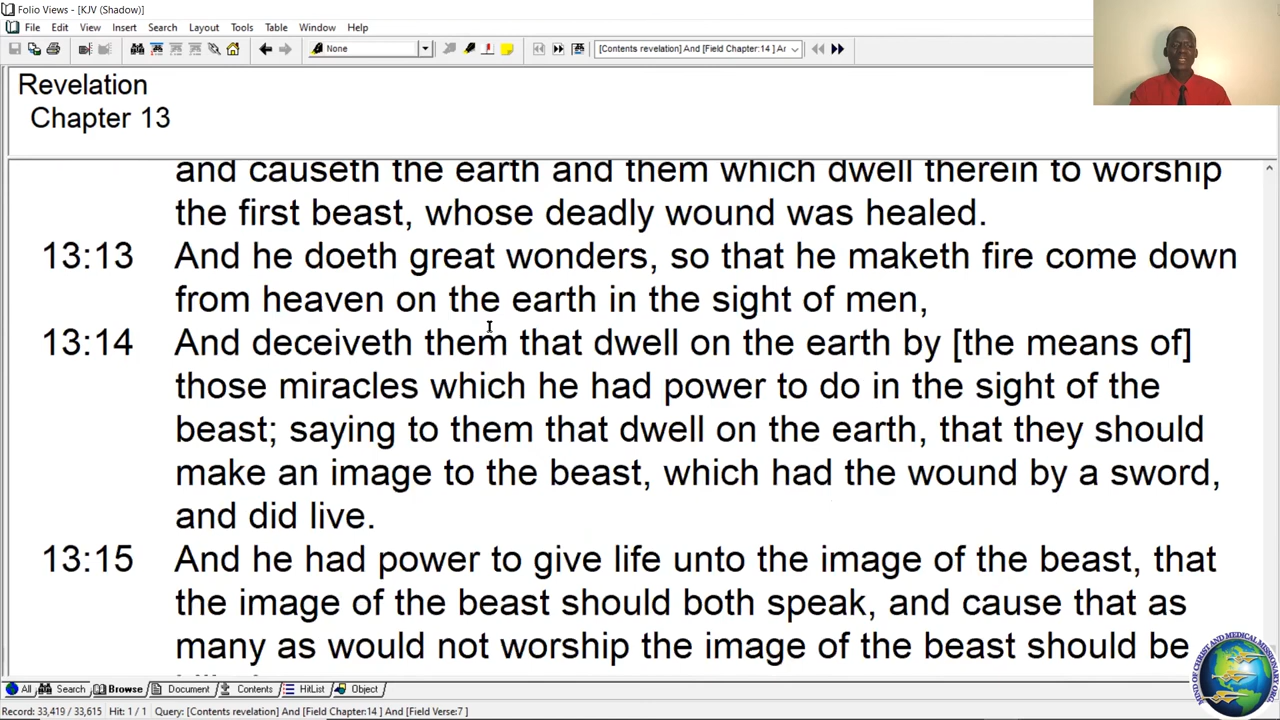 Folio Views - [KJV (Shadow)]
File Edit View Insert Search Layout Tools Table Window Help
None
[Contents revelation] And [Field Chapter:14 ] Ar
Revelation
Chapter 13
and causeth the earth and them which dwell therein to worship
the first beast, whose deadly wound was healed.
13:13 And he doeth great wonders, so that he maketh fire come down
from heaven on the earth in the sight of men,
13:14 And deceiveth them that dwell on the earth by [the means of]
those miracles which he had power to do in the sight of the
beast; saying to them that dwell on the earth, that they should
make an image to the beast, which had the wound by a sword,
and did live.
13:15 And he had power to give life unto the image of the beast, that
the image of the beast should both speak, and cause that as
many as would not worship the image of the beast should be
All Search Browse Document Contents HitList Object
Record: 33,419 / 33,615 Hit: 1 / 1 Query: [Contents revelation] And [Field Chapter:14 ] And [Field Verse:7 ]
MIND OF CHRIST AND MEDICAL MISSIONARY.ORG